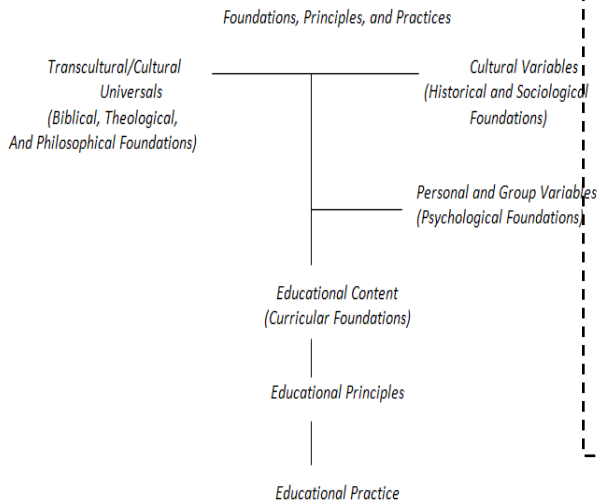 Foundations, Principles, and Practices
Transcultural/Cultural
Universals
(Biblical, Theological,
And Philosophical Foundations)
Cultural Variables
(Historical and Sociological
Foundations)
Personal and Group Variables
(Psychological Foundations)
Educational Content
(Curricular Foundations)
Educational Principles
Educational Practice